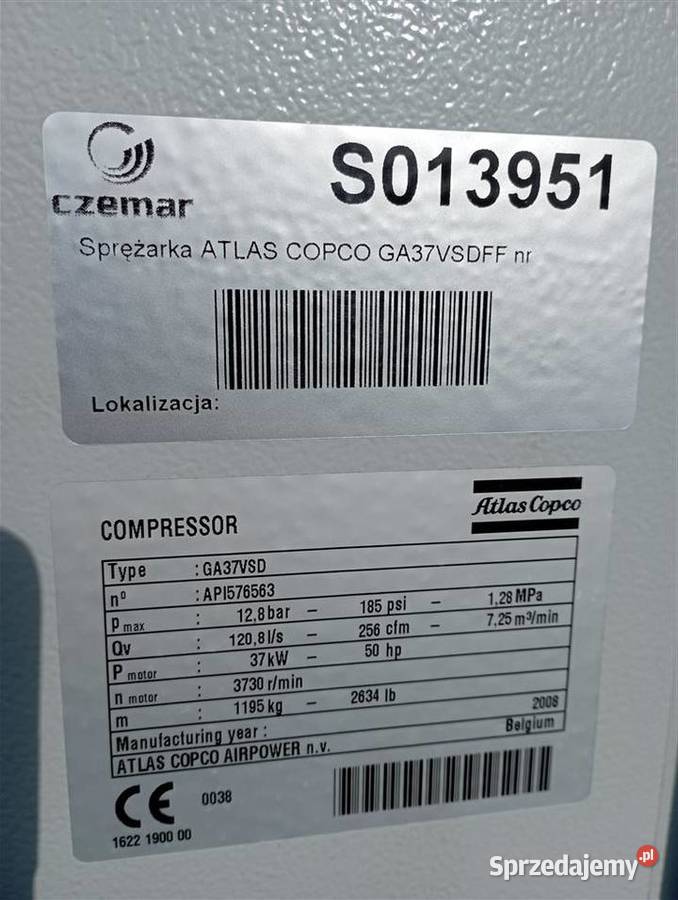 czemar
S013951
Sprężarka ATLAS COPCO GA37VSDFF nr
Lokalizacja:
Atlas Copco
COMPRESSOR
Type : GA37VSD
nº : API576563
P max : 12,8 bar – 185 psi – 1,28 MPa
Qv : 120,8 l/s – 256 cfm – 7,25 m³/min
P motor : 37 kW – 50 hp
n motor : 3730 r/min
m : 1195 kg – 2634 lb
Manufacturing year : 2008
ATLAS COPCO AIRPOWER n.v. Belgium
CE 0038
1622 1900 00
Sprzedajemy.pl